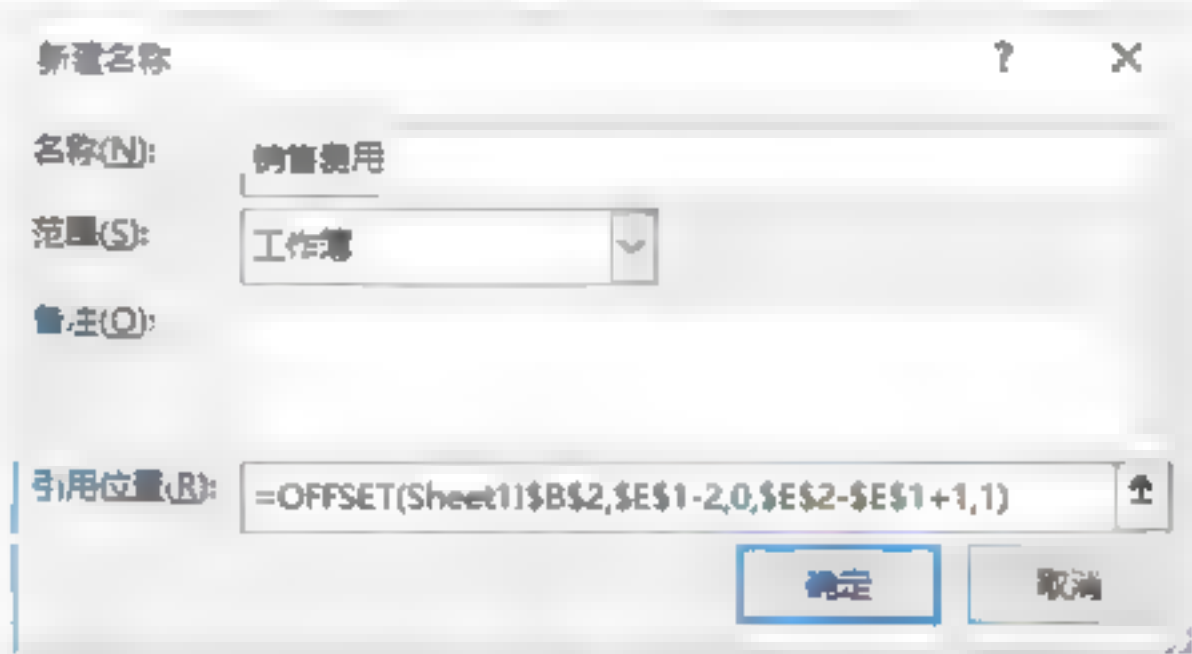 新建名称 ? ×
名称(N): 销售费用
范围(S): 工作簿
备注(O):
引用位置(R): =OFFSET(Sheet1!$B$2,$E$1-2,0,$E$2-$E$1+1,1)
确定 取消